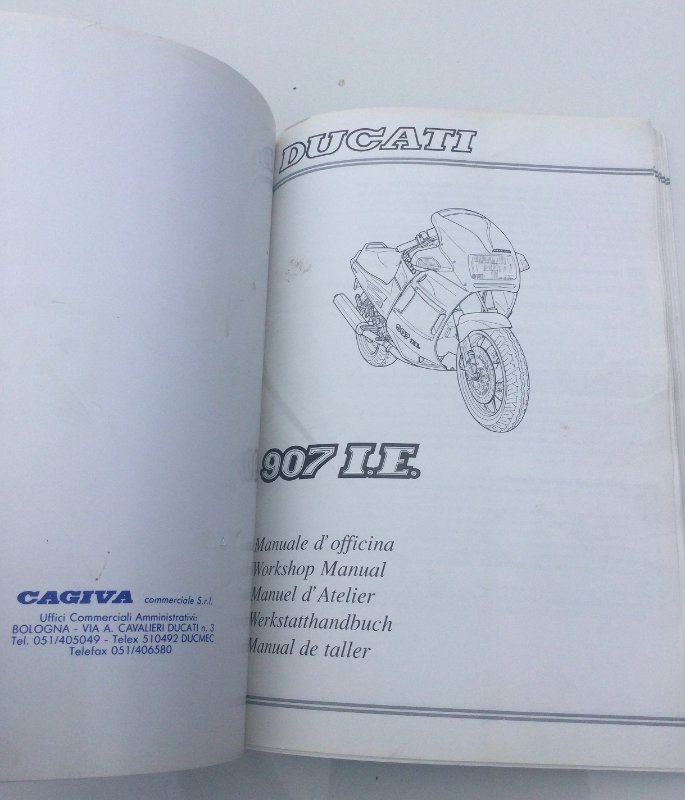 CAGIVA commerciale S.r.l.
Uffici Commerciali Amministrativi:
BOLOGNA - VIA A. CAVALIERI DUCATI n. 3
Tel. 051/405049 - Telex 510492 DUCMEC
Telefax 051/406580
DUCATI
907 I.E.
907 I.E.
Manuale d'officina
Workshop Manual
Manuel d'Atelier
Werkstatthandbuch
Manual de taller